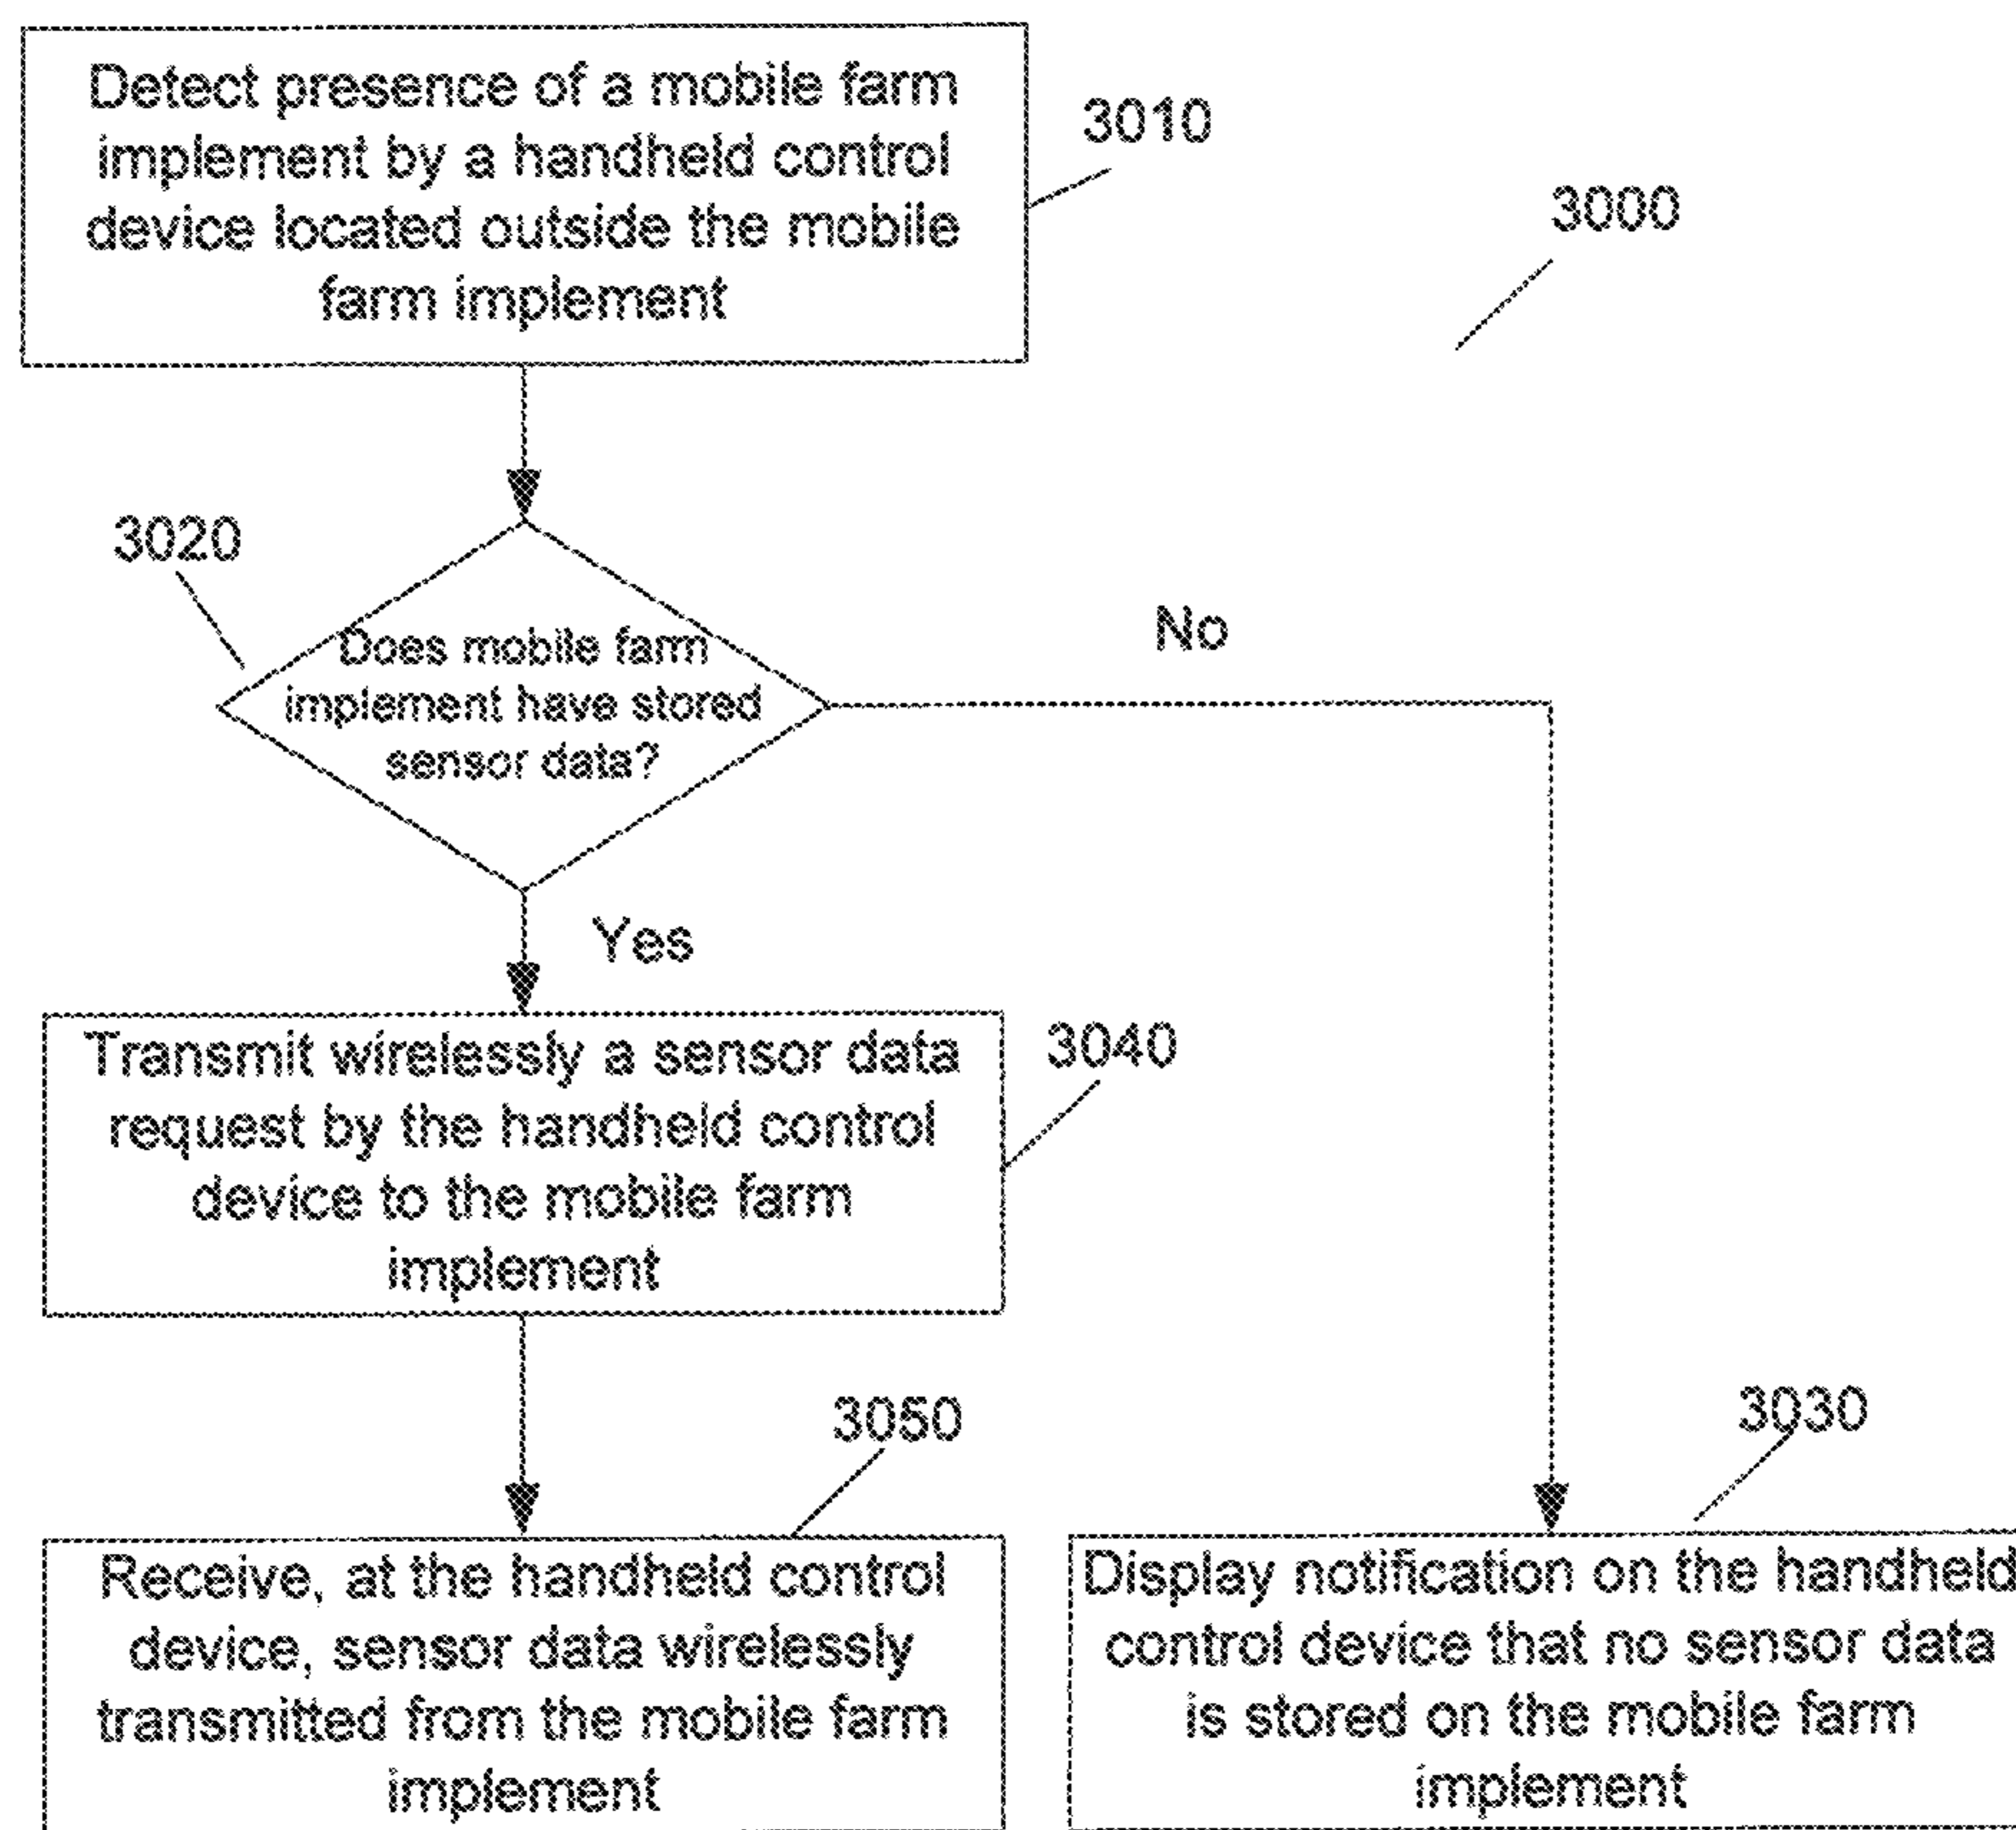 Detect presence of a mobile farm
implement by a handheld control
device located outside the mobile
farm implement
3010
3000
3020
Does mobile farm
implement have stored
sensor data?
No
Yes
Transmit wirelessly a sensor data
request by the handheld control
device to the mobile farm
implement
3040
3050
Receive, at the handheld control
device, sensor data wirelessly
transmitted from the mobile farm
implement
3030
Display notification on the handheld
control device that no sensor data
is stored on the mobile farm
implement